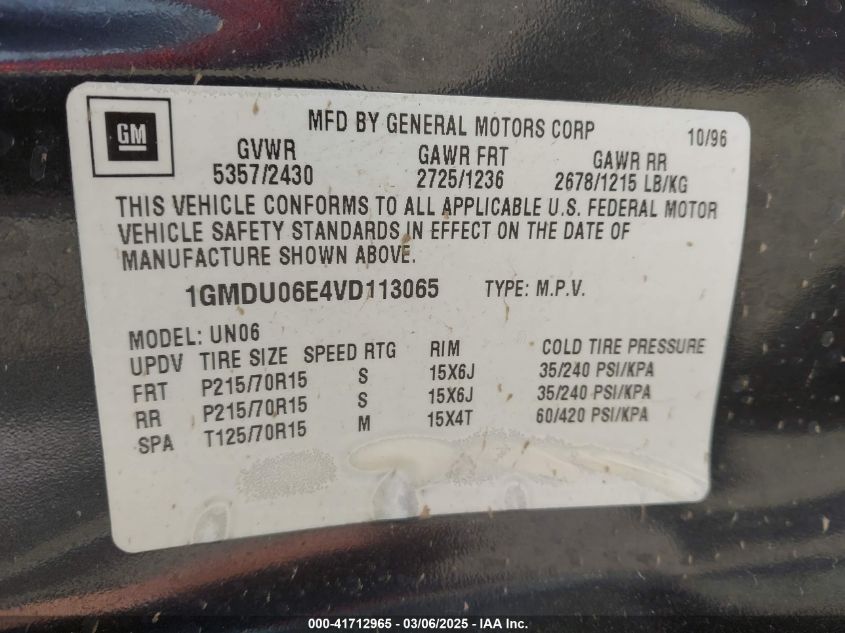 GM
MFD BY GENERAL MOTORS CORP 10/96
GVWR GAWR FRT GAWR RR
5357/2430 2725/1236 2678/1215 LB/KG
THIS VEHICLE CONFORMS TO ALL APPLICABLE U.S. FEDERAL MOTOR
VEHICLE SAFETY STANDARDS IN EFFECT ON THE DATE OF
MANUFACTURE SHOWN ABOVE.
1GMDU06E4VD113065 TYPE: M.P.V.
MODEL: UN06
UPDV TIRE SIZE SPEED RTG RIM COLD TIRE PRESSURE
FRT P215/70R15 S 15X6J 35/240 PSI/KPA
RR P215/70R15 S 15X6J 35/240 PSI/KPA
SPA T125/70R15 M 15X4T 60/420 PSI/KPA
000-41712965 - 03/06/2025 - IAA Inc.